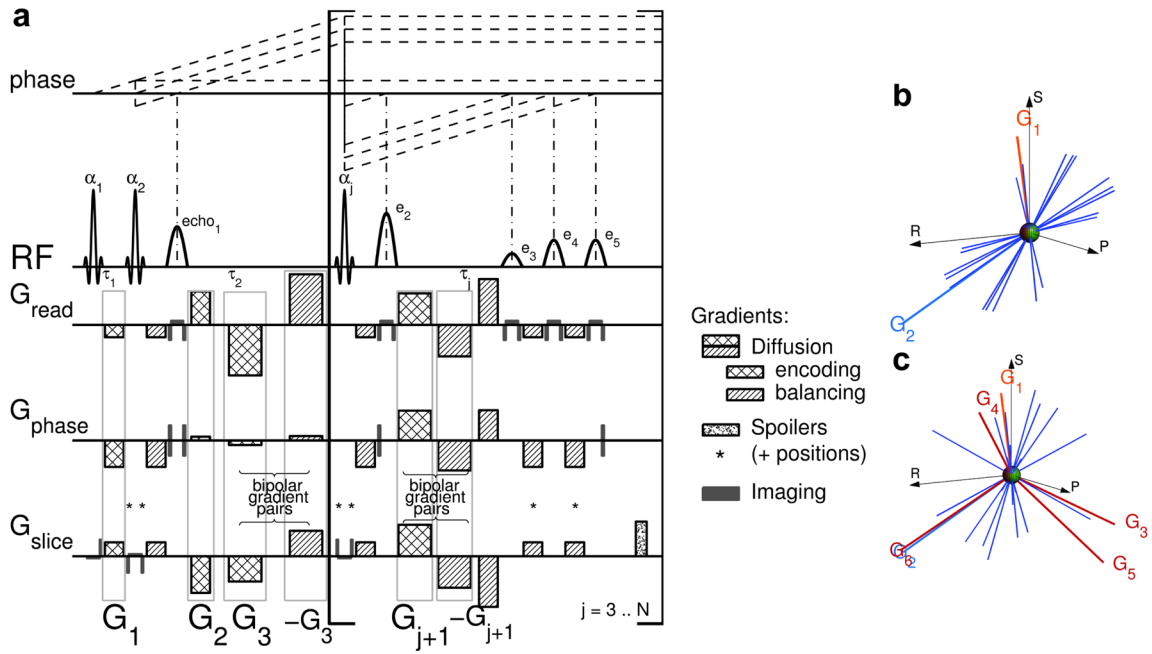 a
phase
α1
α2
echo1
αj
e2
e3
e4
e5
RF
τ1
τ2
τj
Gread
Gphase
bipolar
gradient
pairs
bipolar
gradient
pairs
* *
* *
*
*
Gslice
G1
G2
G3
-G3
Gj+1
-Gj+1
j = 3 .. N
Gradients:
Diffusion
encoding
balancing
Spoilers
* (+ positions)
Imaging
b
S
G1
R
P
G2
c
S
G1
G4
R
P
G3
G6
G2
G5